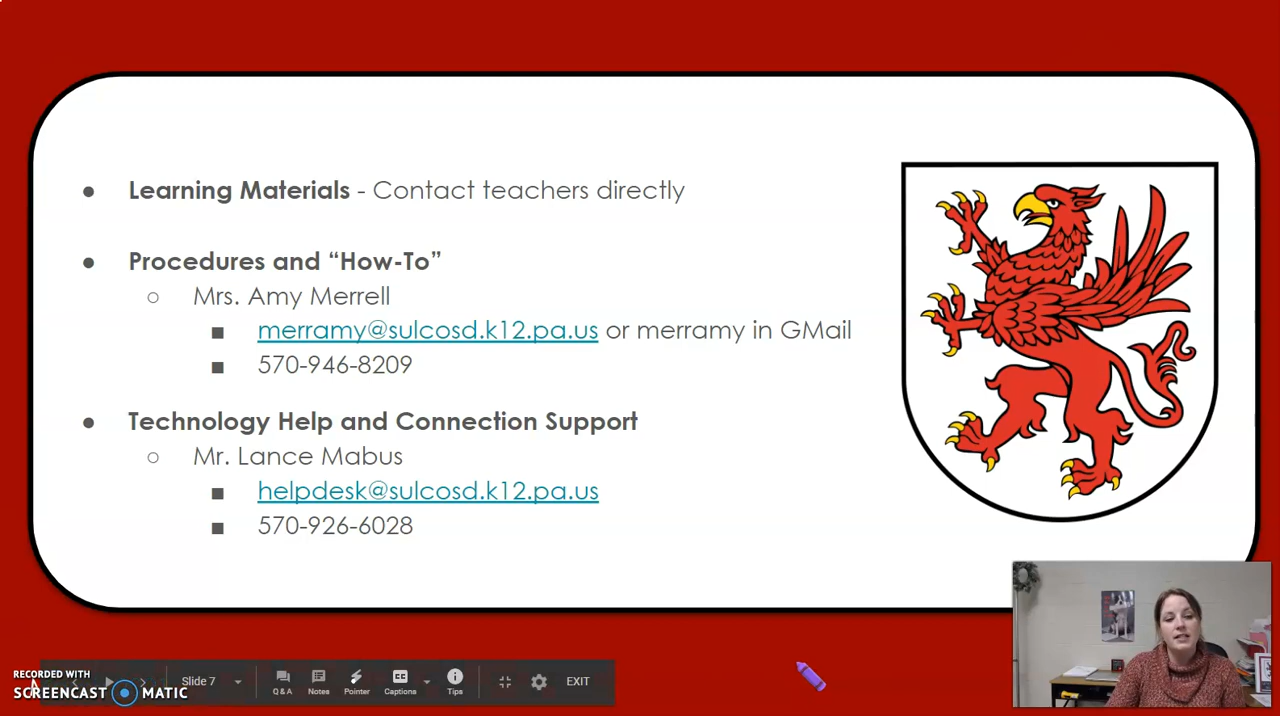 Learning Materials - Contact teachers directly
Procedures and “How-To”
Mrs. Amy Merrell
merramy@sulcosd.k12.pa.us or merramy in GMail
570-946-8209
Technology Help and Connection Support
Mr. Lance Mabus
helpdesk@sulcosd.k12.pa.us
570-926-6028
RECORDED WITH
SCREENCAST MATIC
Slide 7
Q & A
Notes
Pointer
CC
Captions
Tips
EXIT